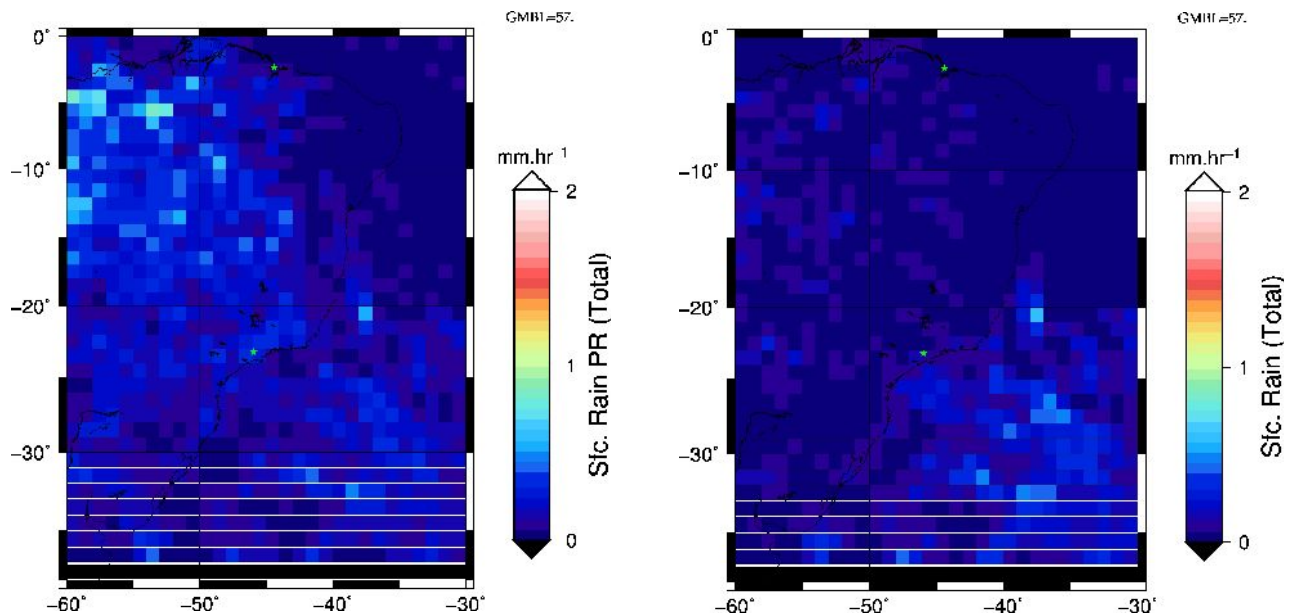 GMBL=57.
0°
−10°
−20°
−30°
−60° −50° −40° −30°
mm.hr −1
2
1
0
Sfc. Rain PR (Total)
GMBL=57.
0°
−10°
−20°
−30°
−60° −50° −40° −30°
mm.hr−1
2
1
0
Sfc. Rain (Total)